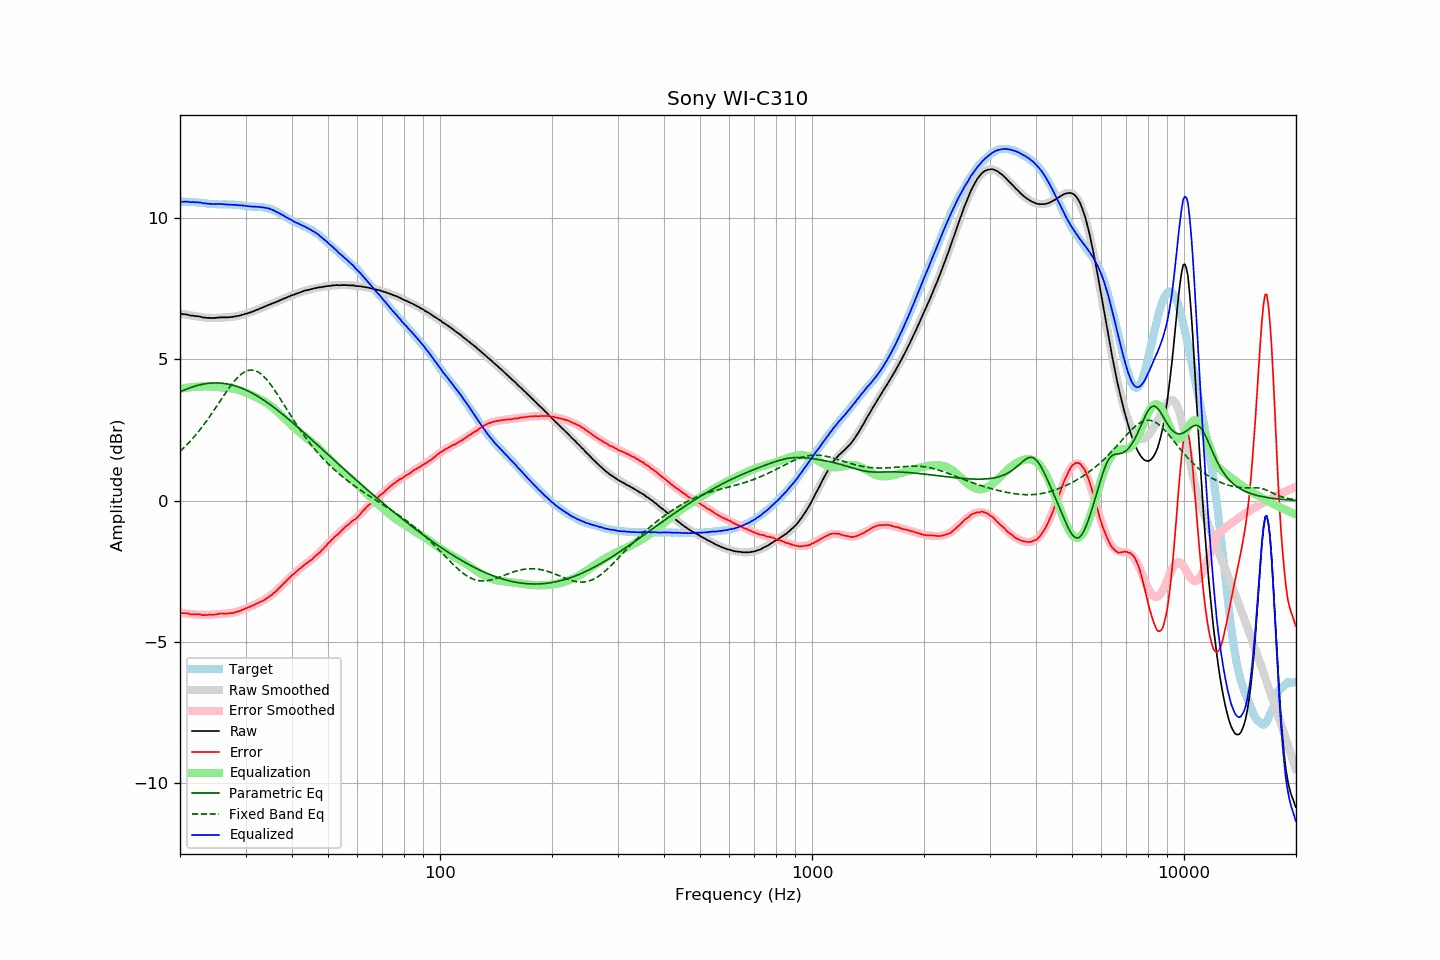 Sony WI-C310
Amplitude (dBr)
10
5
0
−5
−10
Target
Raw Smoothed
Error Smoothed
Raw
Error
Equalization
Parametric Eq
Fixed Band Eq
Equalized
100
1000
10000
Frequency (Hz)